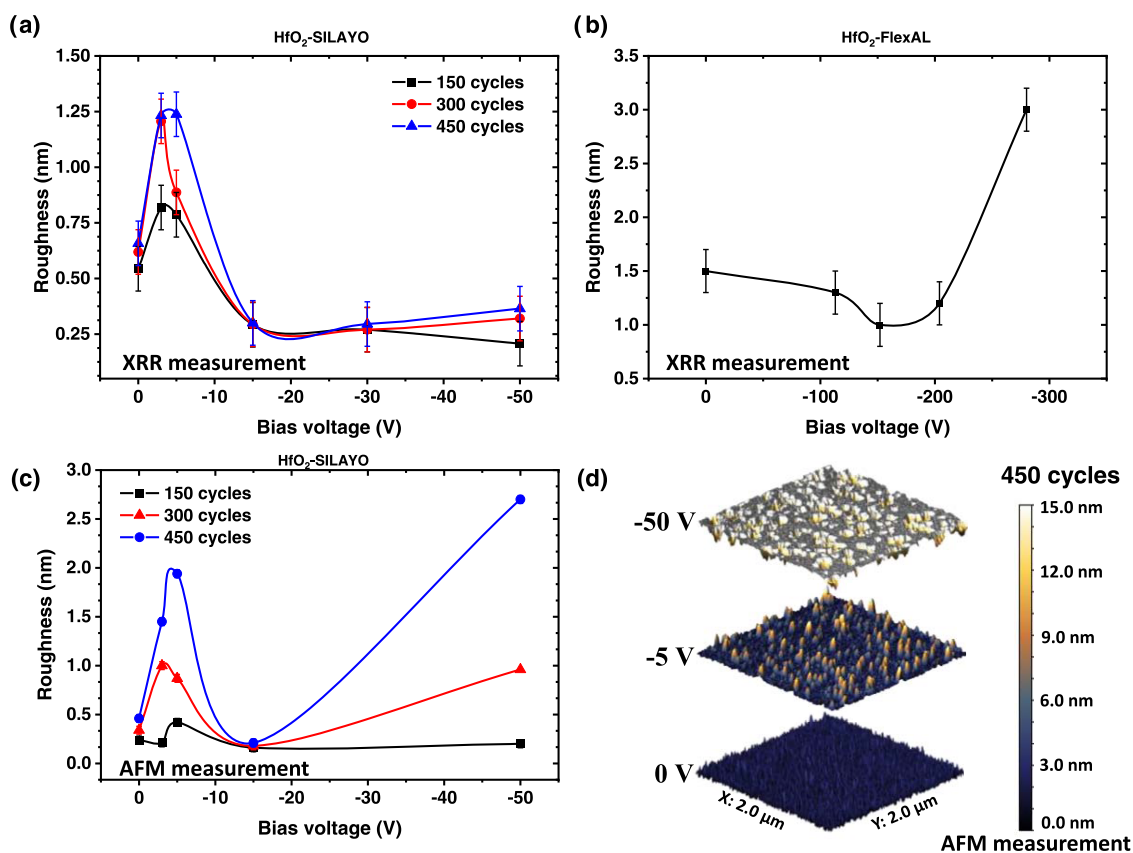 (a)
HfO₂-SILAYO
1.50
1.25
1.00
0.75
0.50
0.25
Roughness (nm)
150 cycles
300 cycles
450 cycles
XRR measurement
0 -10 -20 -30 -40 -50
Bias voltage (V)
(b)
HfO₂-FlexAL
3.5
3.0
2.5
2.0
1.5
1.0
0.5
Roughness (nm)
XRR measurement
0 -100 -200 -300
Bias voltage (V)
(c)
HfO₂-SILAYO
3.0
2.5
2.0
1.5
1.0
0.5
0.0
Roughness (nm)
150 cycles
300 cycles
450 cycles
AFM measurement
0 -10 -20 -30 -40 -50
Bias voltage (V)
(d)
450 cycles
-50 V
-5 V
0 V
X: 2.0 µm
Y: 2.0 µm
15.0 nm
12.0 nm
9.0 nm
6.0 nm
3.0 nm
0.0 nm
AFM measurement